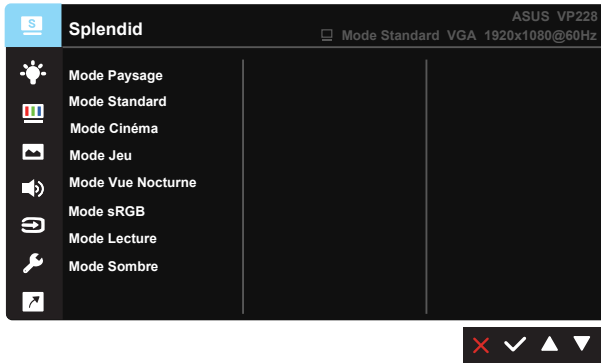 S
Splendid
ASUS VP228
Mode Standard VGA 1920x1080@60Hz
Mode Paysage
Mode Standard
Mode Cinéma
Mode Jeu
Mode Vue Nocturne
Mode sRGB
Mode Lecture
Mode Sombre